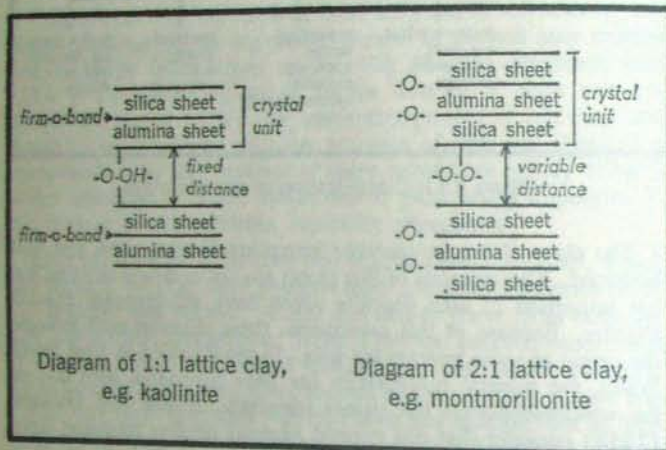 silica sheet
firm-o-bond
alumina sheet
crystal
unit
-O-OH-
fixed
distance
silica sheet
firm-o-bond
alumina sheet
Diagram of 1:1 lattice clay,
e.g. kaolinite
silica sheet
-O-
alumina sheet
-O-
silica sheet
crystal
unit
-O-O-
variable
distance
silica sheet
-O-
alumina sheet
-O-
silica sheet
Diagram of 2:1 lattice clay,
e.g. montmorillonite